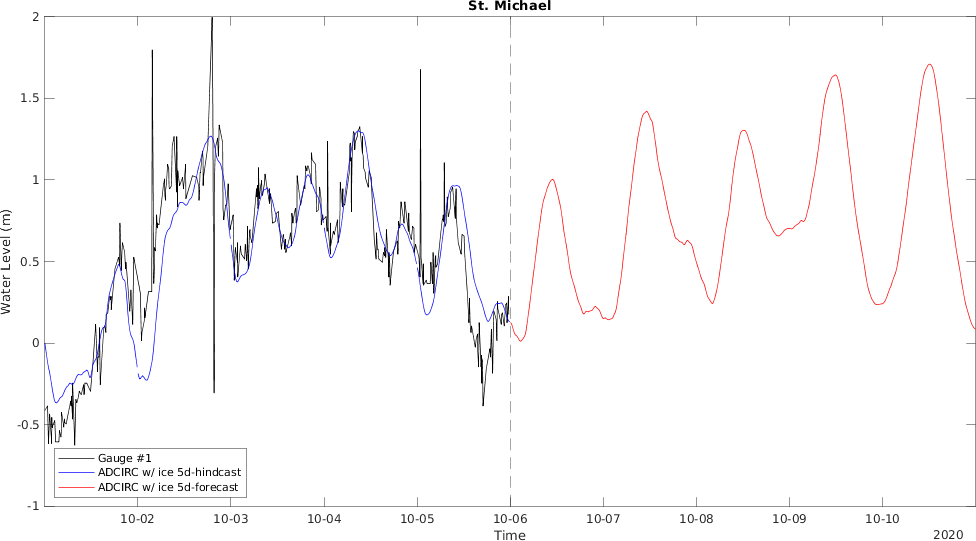 St. Michael
2
1.5
1
0.5
0
-0.5
-1
Water Level (m)
Gauge #1
ADCIRC w/ ice 5d-hindcast
ADCIRC w/ ice 5d-forecast
10-02 10-03 10-04 10-05 10-06 10-07 10-08 10-09 10-10
Time
2020